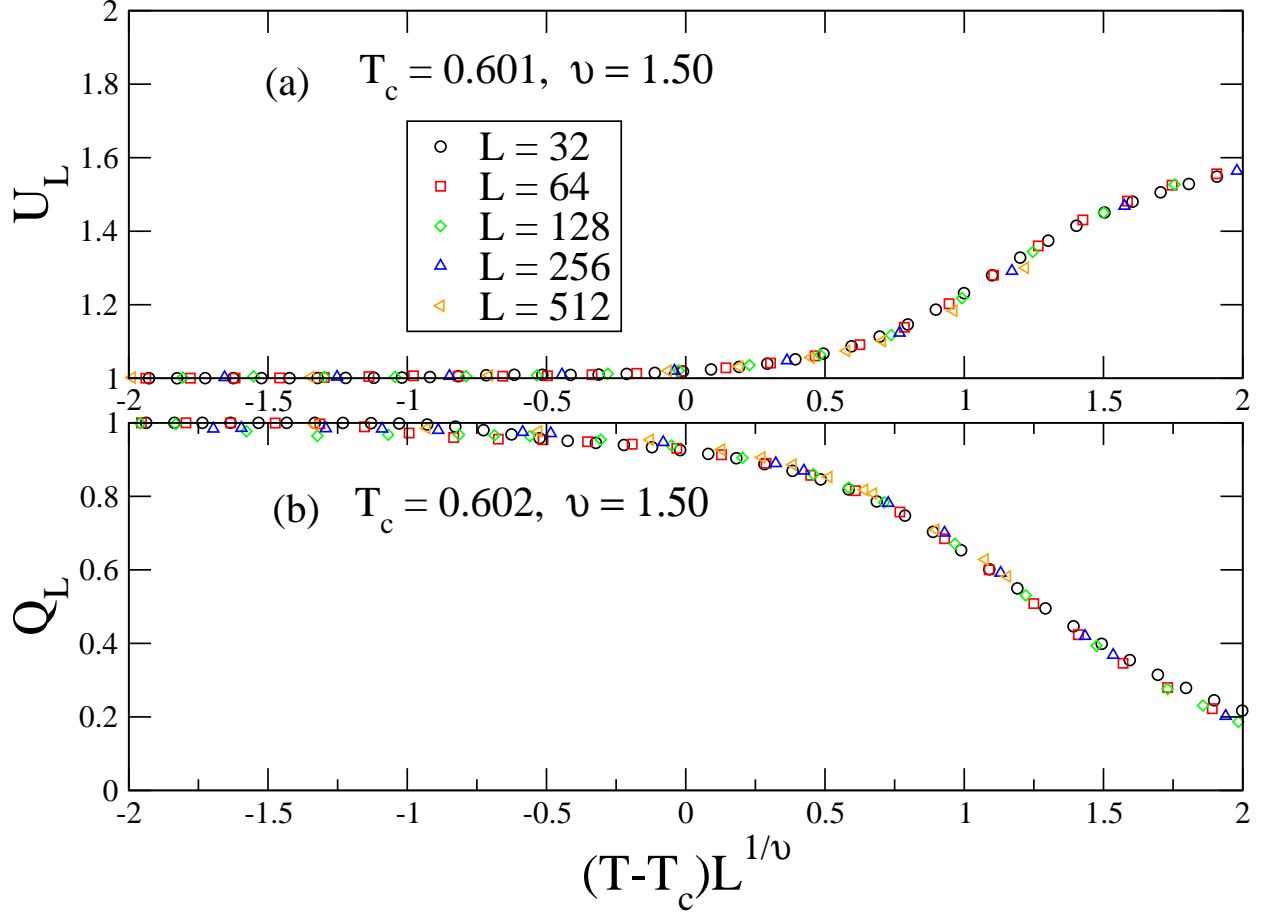 2
1.8
1.6
1.4
1.2
1
U_L
(a) T_c = 0.601, υ = 1.50
L = 32
L = 64
L = 128
L = 256
L = 512
-2 -1.5 -1 -0.5 0 0.5 1 1.5 2
1
0.8
0.6
0.4
0.2
0
Q_L
(b) T_c = 0.602, υ = 1.50
-2 -1.5 -1 -0.5 0 0.5 1 1.5 2
(T-T_c)L^{1/υ}